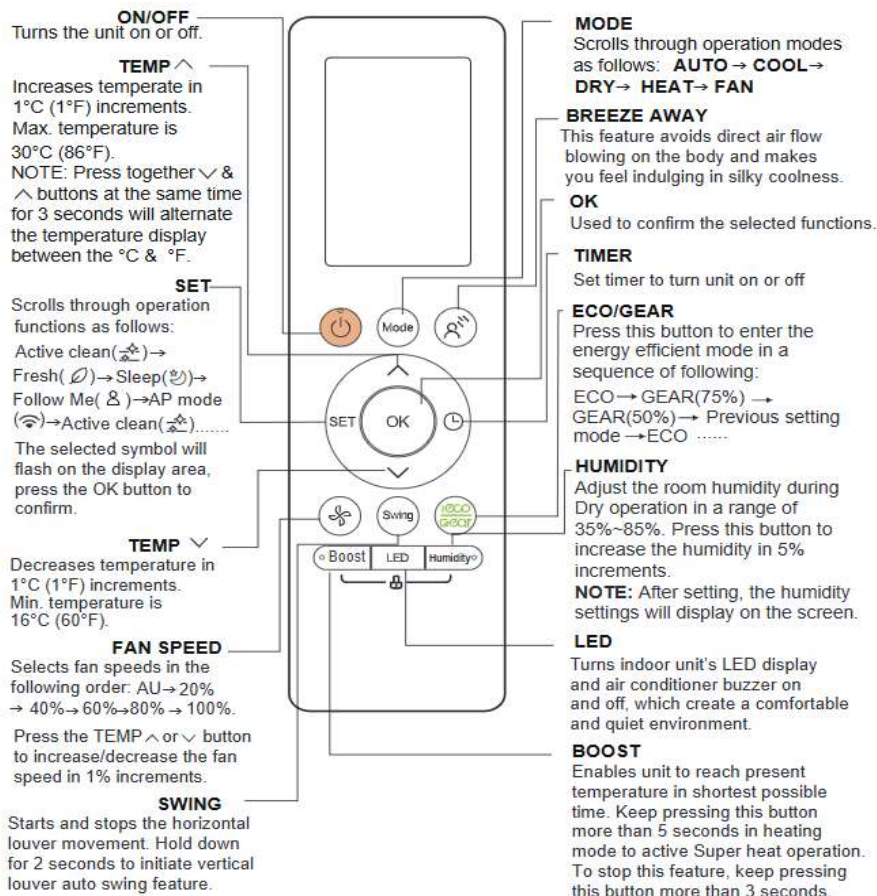 ON/OFF
Turns the unit on or off.
TEMP ︿
Increases temperate in
1°C (1°F) increments.
Max. temperature is
30°C (86°F).
NOTE: Press together ﹀ &
︿ buttons at the same time
for 3 seconds will alternate
the temperature display
between the °C & °F.
SET
Scrolls through operation
functions as follows:
Active clean( )→
Fresh( )→Sleep( )→
Follow Me( )→AP mode
( )→Active clean( ).......
The selected symbol will
flash on the display area,
press the OK button to
confirm.
TEMP ﹀
Decreases temperature in
1°C (1°F) increments.
Min. temperature is
16°C (60°F).
FAN SPEED
Selects fan speeds in the
following order: AU→20%
→ 40%→60%→80%→100%.
Press the TEMP ︿ or ﹀ button
to increase/decrease the fan
speed in 1% increments.
SWING
Starts and stops the horizontal
louver movement. Hold down
for 2 seconds to initiate vertical
louver auto swing feature.
Mode
SET
OK
Swing
eco
Gear
Boost
LED
Humidity
MODE
Scrolls through operation modes
as follows: AUTO → COOL→
DRY→ HEAT→ FAN
BREEZE AWAY
This feature avoids direct air flow
blowing on the body and makes
you feel indulging in silky coolness.
OK
Used to confirm the selected functions.
TIMER
Set timer to turn unit on or off
ECO/GEAR
Press this button to enter the
energy efficient mode in a
sequence of following:
ECO→ GEAR(75%) →
GEAR(50%)→ Previous setting
mode →ECO ······
HUMIDITY
Adjust the room humidity during
Dry operation in a range of
35%~85%. Press this button to
increase the humidity in 5%
increments.
NOTE: After setting, the humidity
settings will display on the screen.
LED
Turns indoor unit's LED display
and air conditioner buzzer on
and off, which create a comfortable
and quiet environment.
BOOST
Enables unit to reach present
temperature in shortest possible
time. Keep pressing this button
more than 5 seconds in heating
mode to active Super heat operation.
To stop this feature, keep pressing
this button more than 3 seconds.